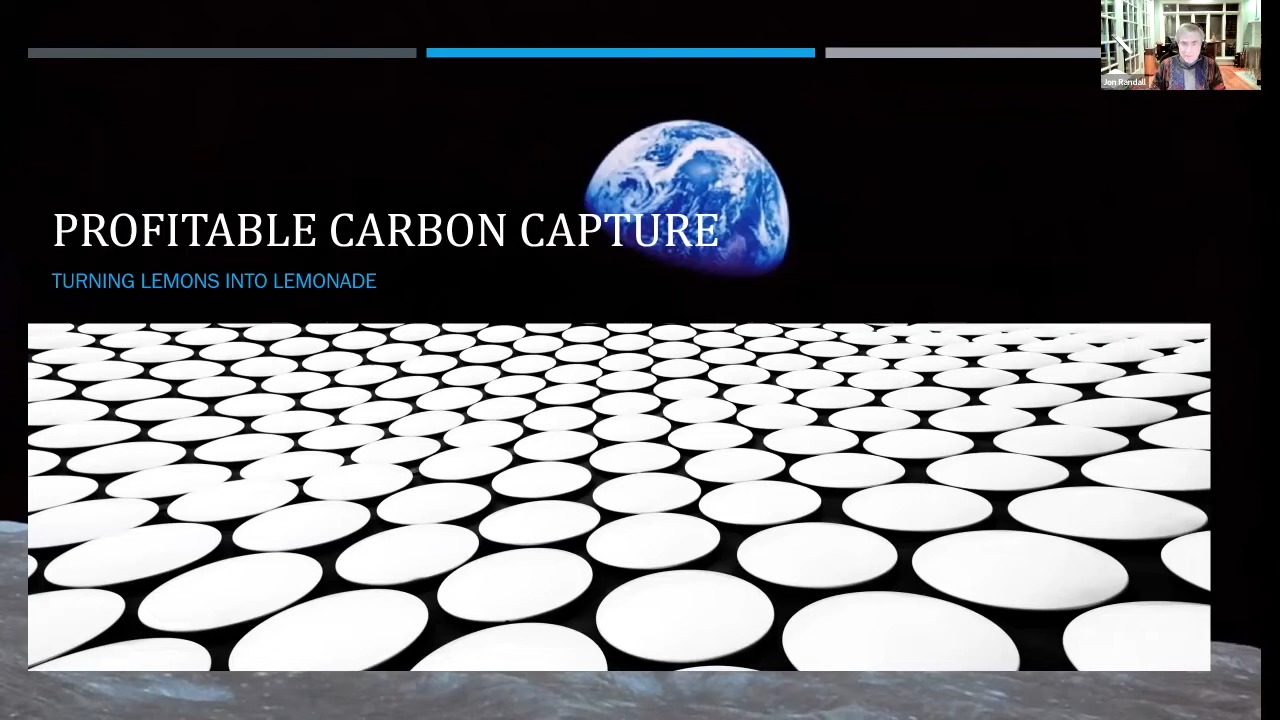 PROFITABLE CARBON CAPTURE
TURNING LEMONS INTO LEMONADE
Jon Randall